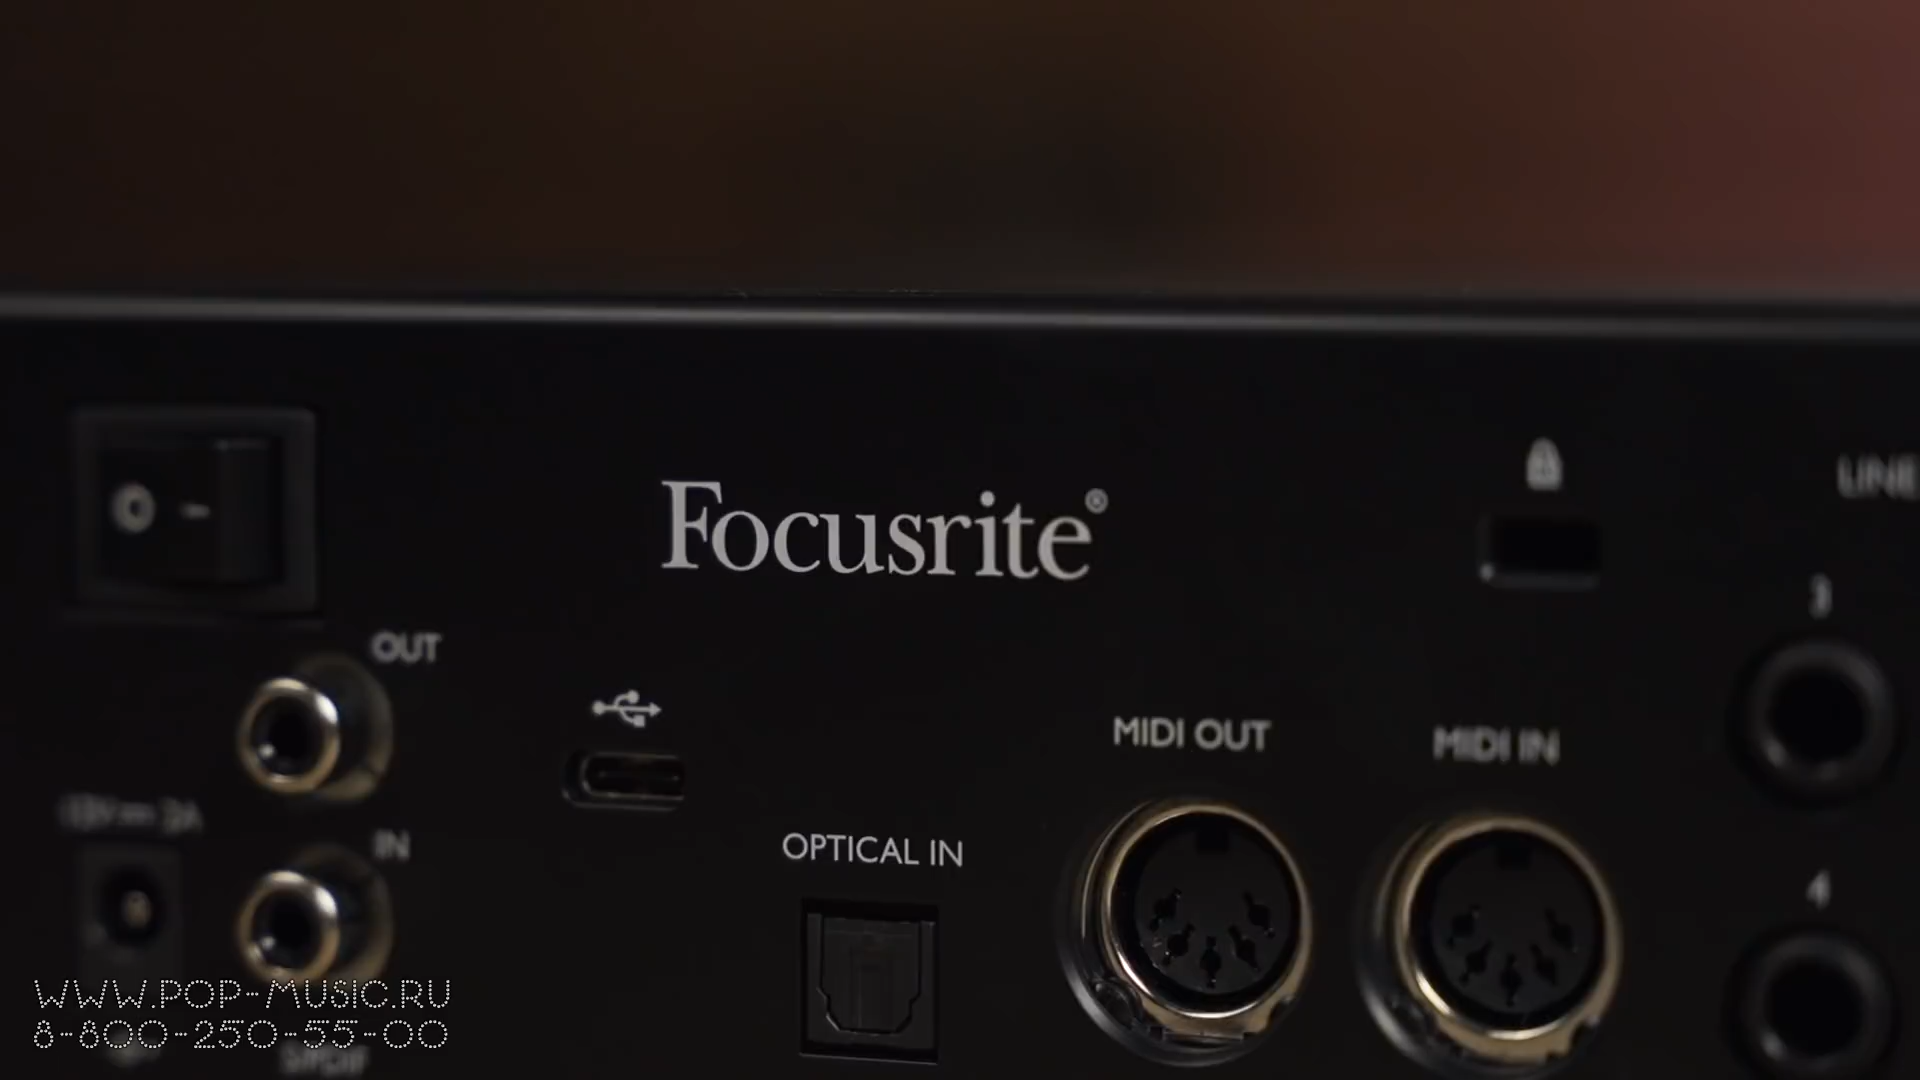 Focusrite®
LINE
3
OUT
MIDI OUT
MIDI IN
IN
OPTICAL IN
4
WWW.POP-MUSIC.RU
8-800-250-55-00
S/PDIF